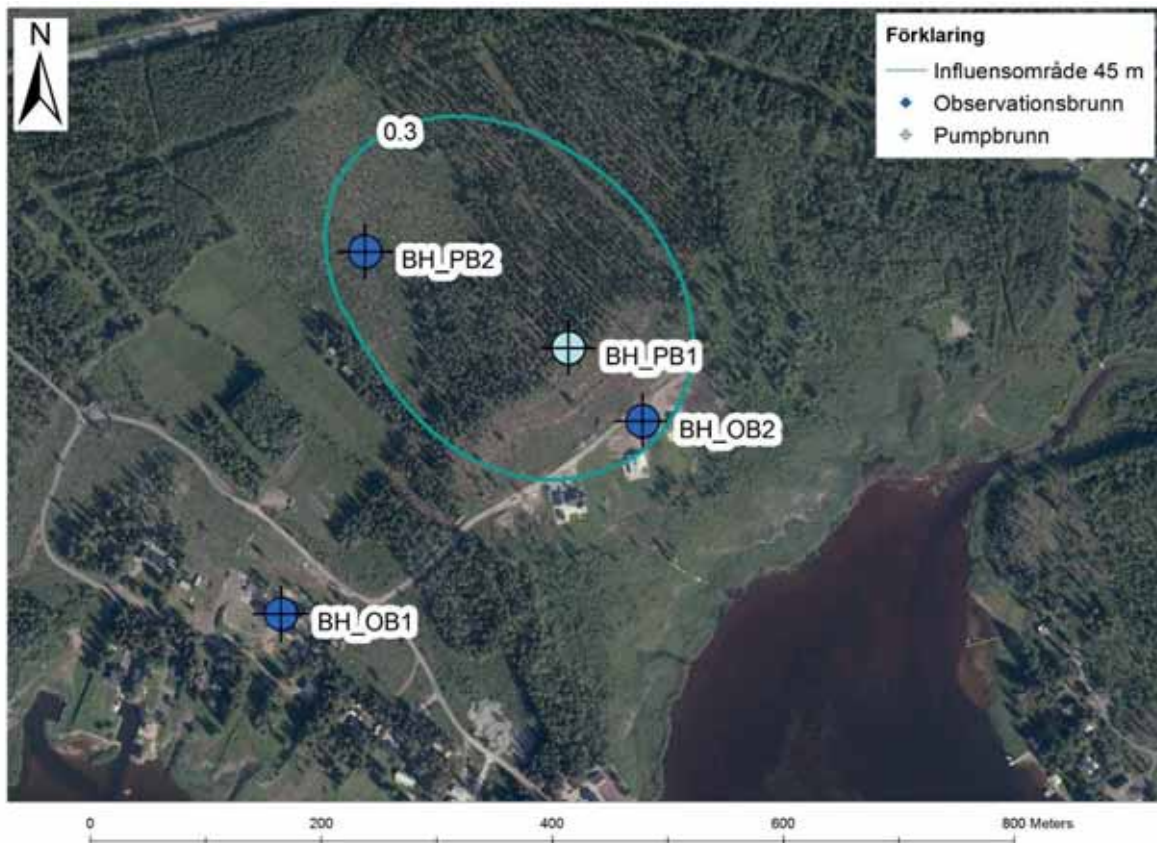 N
Förklaring
Influensområde 45 m
Observationsbrunn
Pumpbrunn
0.3
BH_PB2
BH_PB1
BH_OB2
BH_OB1
0 200 400 600 800 Meters